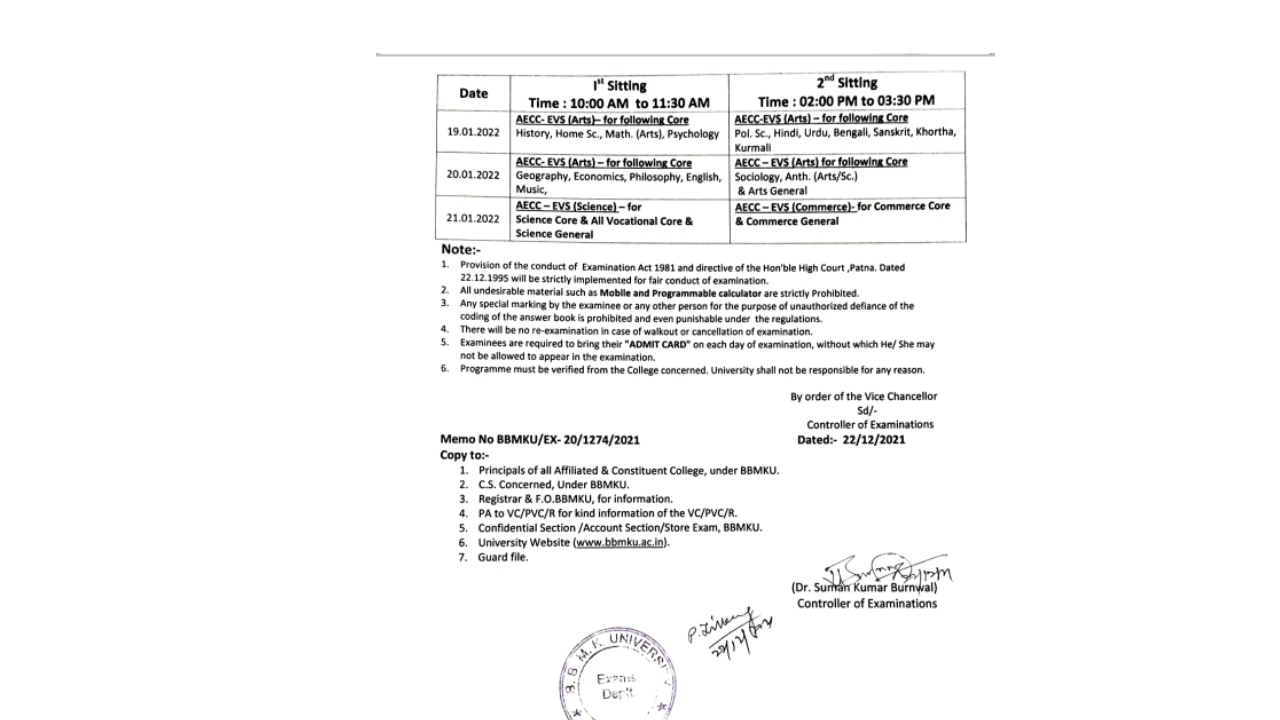 Date
1st Sitting
Time : 10:00 AM to 11:30 AM
2nd Sitting
Time : 02:00 PM to 03:30 PM
19.01.2022
AECC- EVS (Arts)– for following Core
History, Home Sc., Math. (Arts), Psychology
AECC-EVS (Arts) – for following Core
Pol. Sc., Hindi, Urdu, Bengali, Sanskrit, Khortha,
Kurmali
20.01.2022
AECC- EVS (Arts) – for following Core
Geography, Economics, Philosophy, English,
Music,
AECC – EVS (Arts) for following Core
Sociology, Anth. (Arts/Sc.)
& Arts General
21.01.2022
AECC – EVS (Science) – for
Science Core & All Vocational Core &
Science General
AECC – EVS (Commerce)- for Commerce Core
& Commerce General
Note:-
1. Provision of the conduct of Examination Act 1981 and directive of the Hon'ble High Court ,Patna. Dated
22.12.1995 will be strictly implemented for fair conduct of examination.
2. All undesirable material such as Mobile and Programmable calculator are strictly Prohibited.
3. Any special marking by the examinee or any other person for the purpose of unauthorized defiance of the
coding of the answer book is prohibited and even punishable under the regulations.
4. There will be no re-examination in case of walkout or cancellation of examination.
5. Examinees are required to bring their "ADMIT CARD" on each day of examination, without which He/ She may
not be allowed to appear in the examination.
6. Programme must be verified from the College concerned. University shall not be responsible for any reason.
By order of the Vice Chancellor
Sd/-
Controller of Examinations
Memo No BBMKU/EX- 20/1274/2021
Dated:- 22/12/2021
Copy to:-
1. Principals of all Affiliated & Constituent College, under BBMKU.
2. C.S. Concerned, Under BBMKU.
3. Registrar & F.O.BBMKU, for information.
4. PA to VC/PVC/R for kind information of the VC/PVC/R.
5. Confidential Section /Account Section/Store Exam, BBMKU.
6. University Website (www.bbmku.ac.in).
7. Guard file.
(Dr. Suman Kumar Burnwal)
Controller of Examinations
B. B. M. K. UNIVERSITY
Exams.
Deptt.